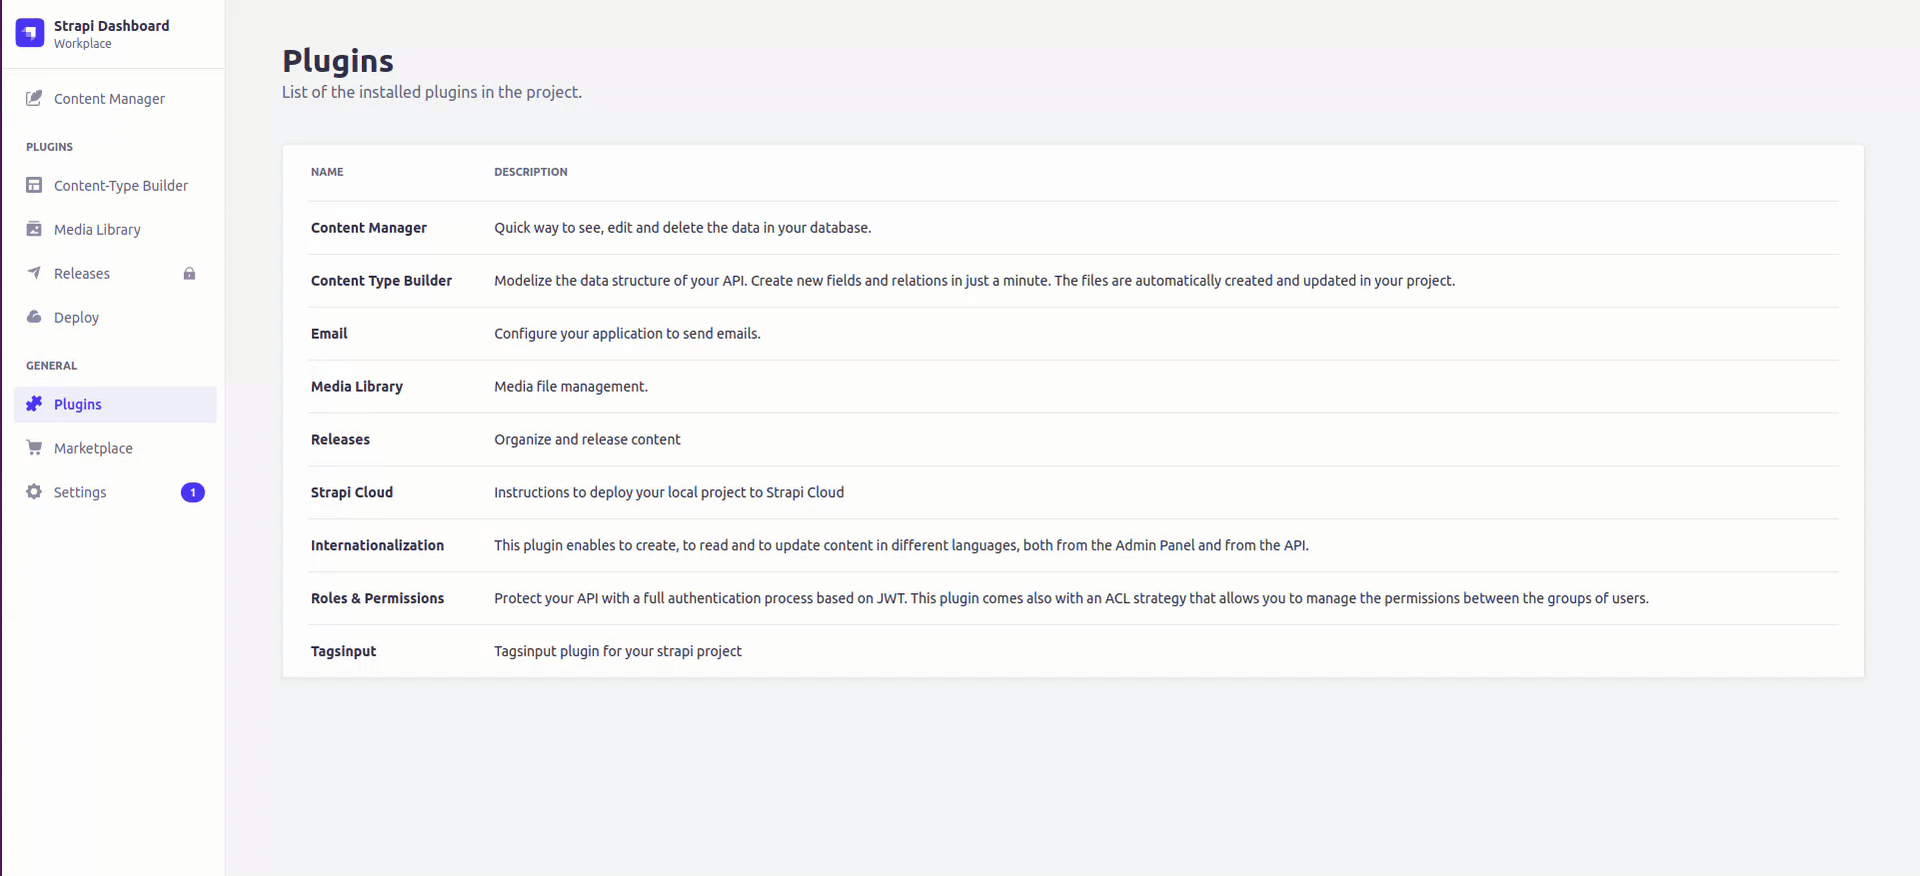 Strapi Dashboard
Workplace
Content Manager
PLUGINS
Content-Type Builder
Media Library
Releases
Deploy
GENERAL
Plugins
Marketplace
Settings 1
Plugins
List of the installed plugins in the project.
NAME DESCRIPTION
Content Manager Quick way to see, edit and delete the data in your database.
Content Type Builder Modelize the data structure of your API. Create new fields and relations in just a minute. The files are automatically created and updated in your project.
Email Configure your application to send emails.
Media Library Media file management.
Releases Organize and release content
Strapi Cloud Instructions to deploy your local project to Strapi Cloud
Internationalization This plugin enables to create, to read and to update content in different languages, both from the Admin Panel and from the API.
Roles & Permissions Protect your API with a full authentication process based on JWT. This plugin comes also with an ACL strategy that allows you to manage the permissions between the groups of users.
Tagsinput Tagsinput plugin for your strapi project